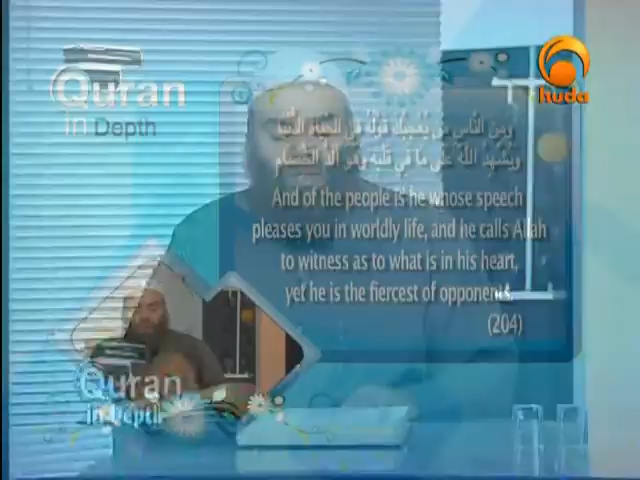 Quran
in Depth
huda
ومن الناس من يعجبك قوله في الحياة الدنيا
ويشهد الله على ما في قلبه وهو ألد الخصام
And of the people is he whose speech
pleases you in worldly life, and he calls Allah
to witness as to what is in his heart,
yet he is the fiercest of opponents.
(204)
Quran
in Depth